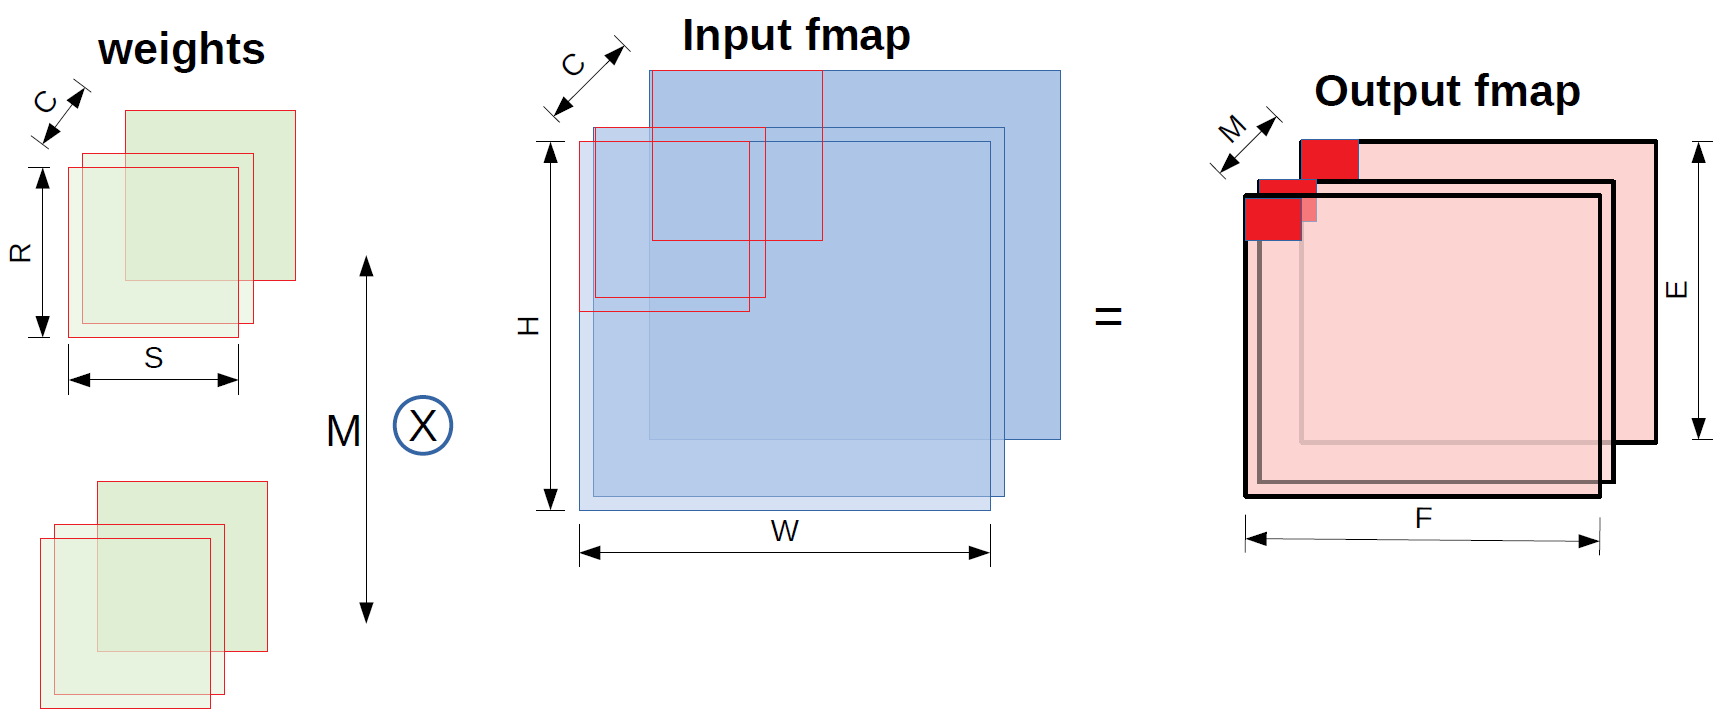 weights
C
R
S
M
X
Input fmap
C
H
W
=
Output fmap
M
E
F